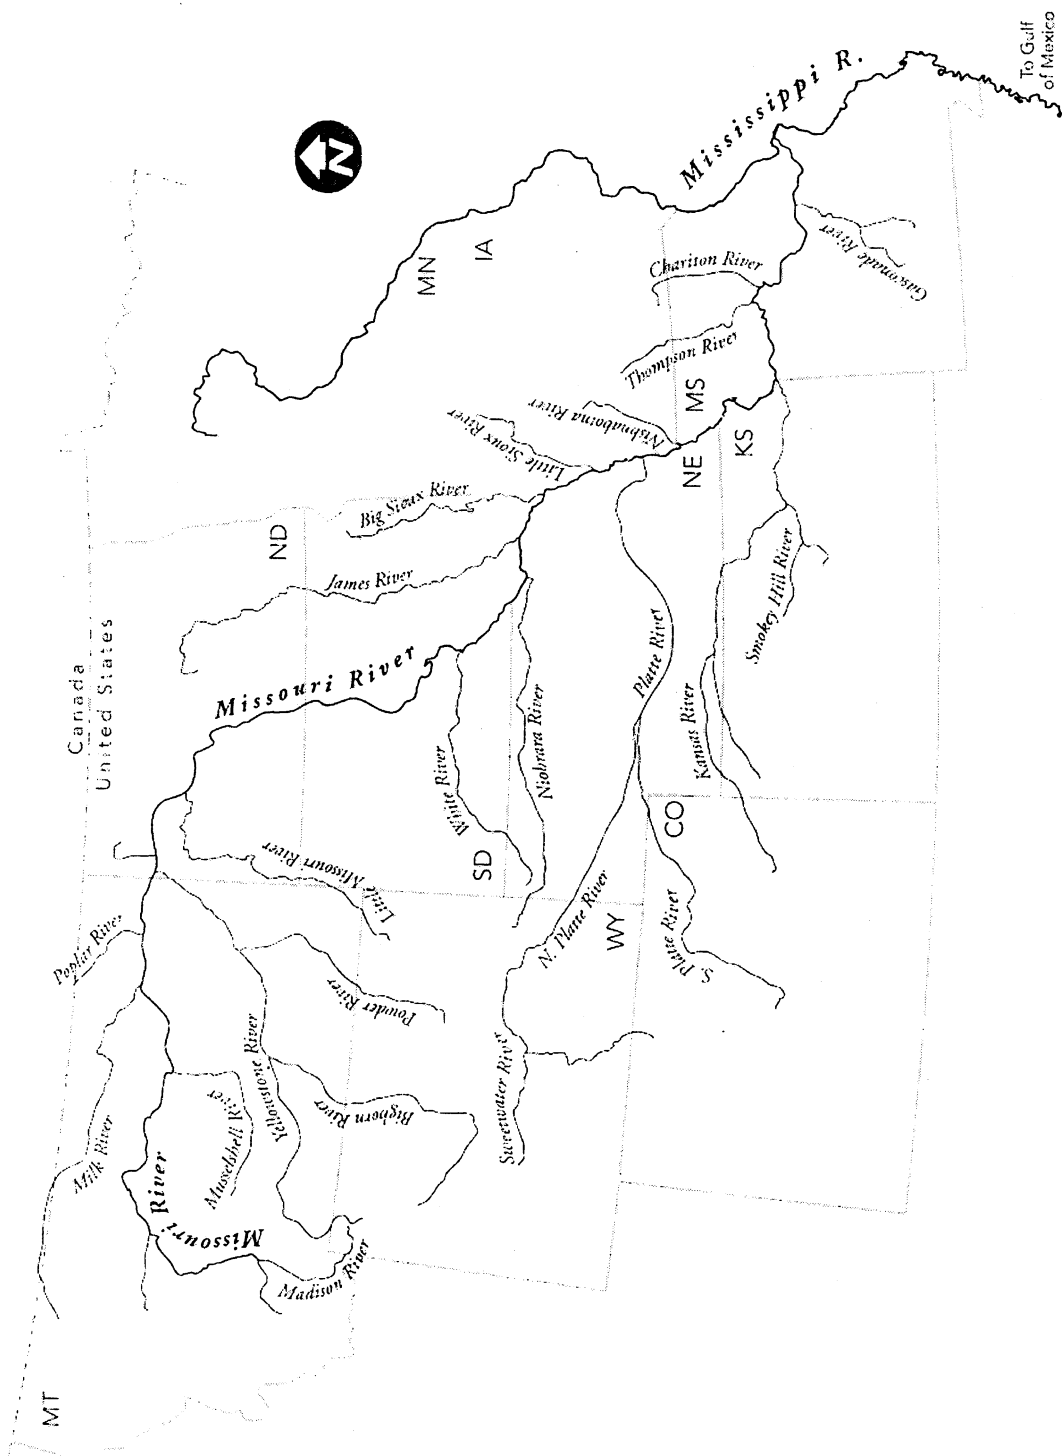 Canada
United States
MT
ND
MN
IA
SD
WY
NE
MS
CO
KS
N
Milk River
Poplar River
Missouri River
Missouri River
Musselshell River
Yellowstone River
Madison River
Bighorn River
Powder River
Little Missouri River
James River
Big Sioux River
Little Sioux River
Nishnabotna River
White River
Niobrara River
Sweetwater River
N. Platte River
S. Platte River
Platte River
Kansas River
Smokey Hill River
Thompson River
Chariton River
Gasconade River
Mississippi R.
To Gulf
of Mexico